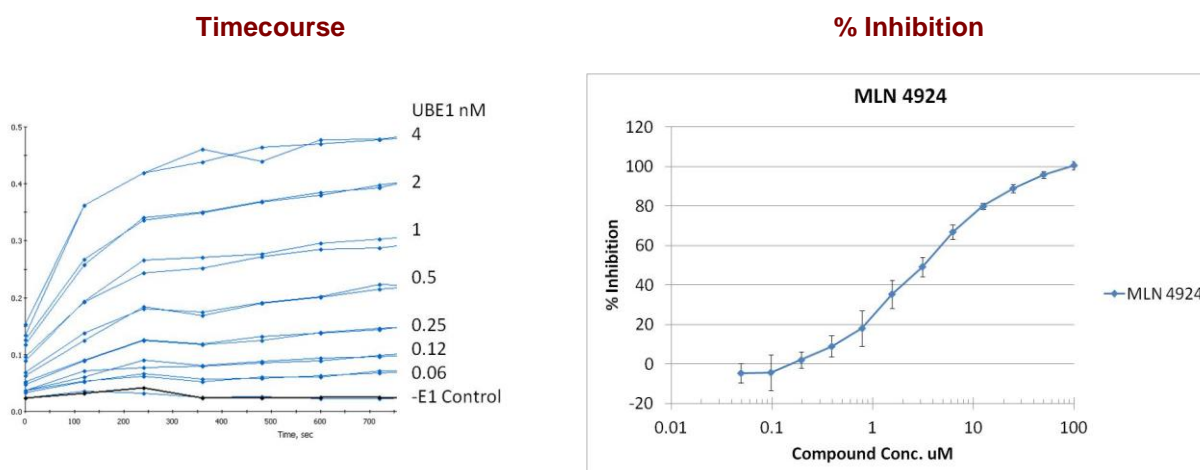 Timecourse
% Inhibition
UBE1 nM
0.5
0.4
0.3
0.2
0.1
0.0
4
2
1
0.5
0.25
0.12
0.06
-E1 Control
0 100 200 300 400 500 600 700
Time, sec
MLN 4924
% Inhibition
120
100
80
60
40
20
0
-20
0.01 0.1 1 10 100
Compound Conc. uM
MLN 4924